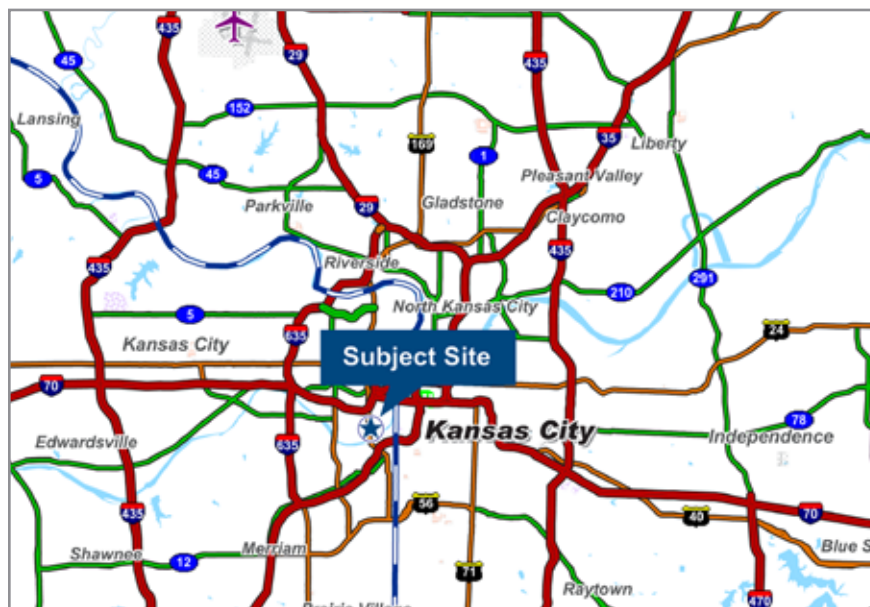 435
29
45
435
152
Lansing
169
35
Liberty
1
5
45
Pleasant Valley
Parkville
29
Gladstone
Claycomo
435
435
Riverside
291
210
North Kansas City
5
635
24
Kansas City
Subject Site
70
78
Edwardsville
635
Kansas City
Independence
56
435
40
70
Shawnee
12
Merriam
Blue S
71
Raytown
470